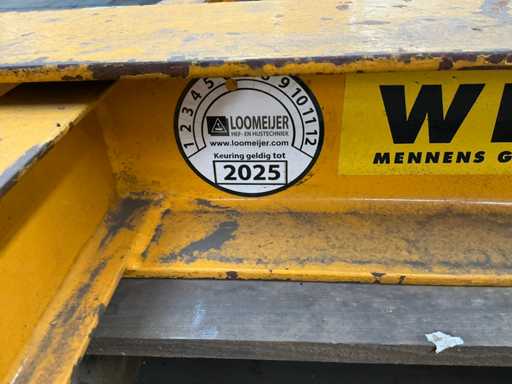 1 2 3 4 5 8 9 10 11 12
LOOMEIJER
HEF- EN HIJSTECHNIEK
www.loomeijer.com
Keuring geldig tot
2025
MENNENS G